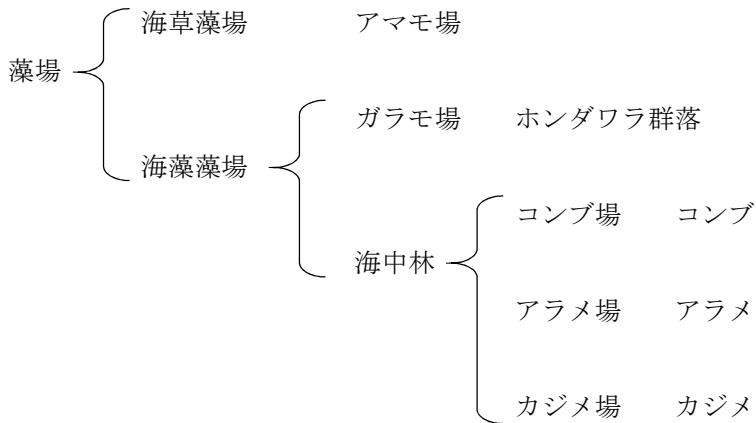 海草藻場 アマモ場
藻場
ガラモ場 ホンダワラ群落
海藻藻場
コンブ場 コンブ
海中林
アラメ場 アラメ
カジメ場 カジメ